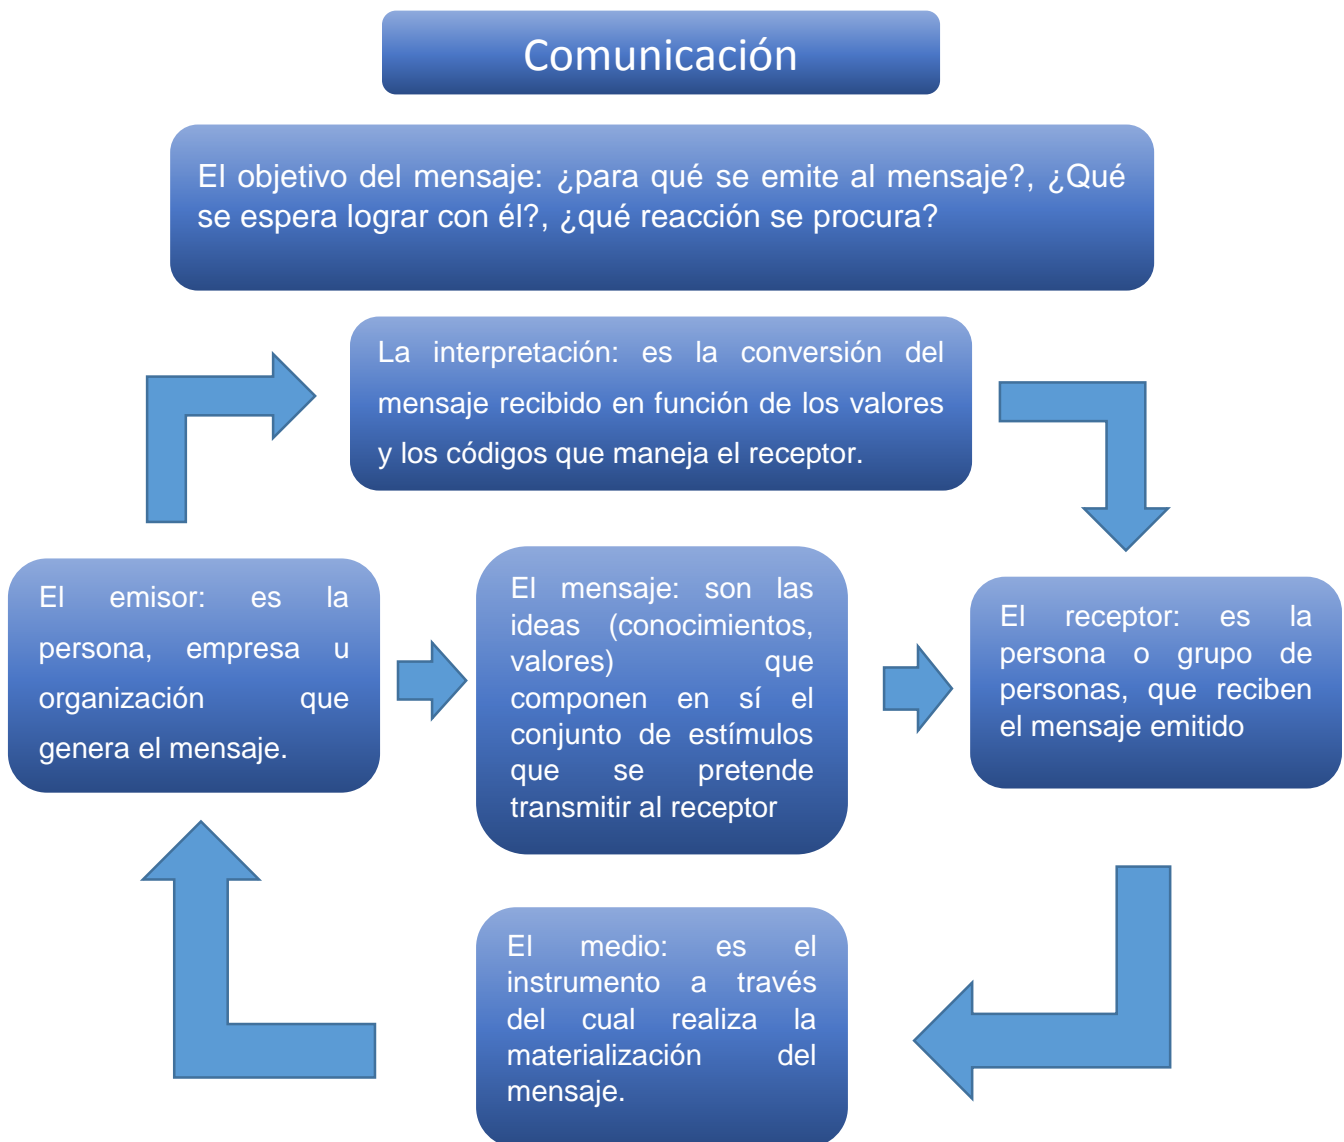 Comunicación
El objetivo del mensaje: ¿para qué se emite al mensaje?, ¿Qué
se espera lograr con él?, ¿qué reacción se procura?
La interpretación: es la conversión del
mensaje recibido en función de los valores
y los códigos que maneja el receptor.
El emisor: es la
persona, empresa u
organización que
genera el mensaje.
El mensaje: son las
ideas (conocimientos,
valores) que
componen en sí el
conjunto de estímulos
que se pretende
transmitir al receptor
El receptor: es la
persona o grupo de
personas, que reciben
el mensaje emitido
El medio: es el
instrumento a través
del cual realiza la
materialización del
mensaje.